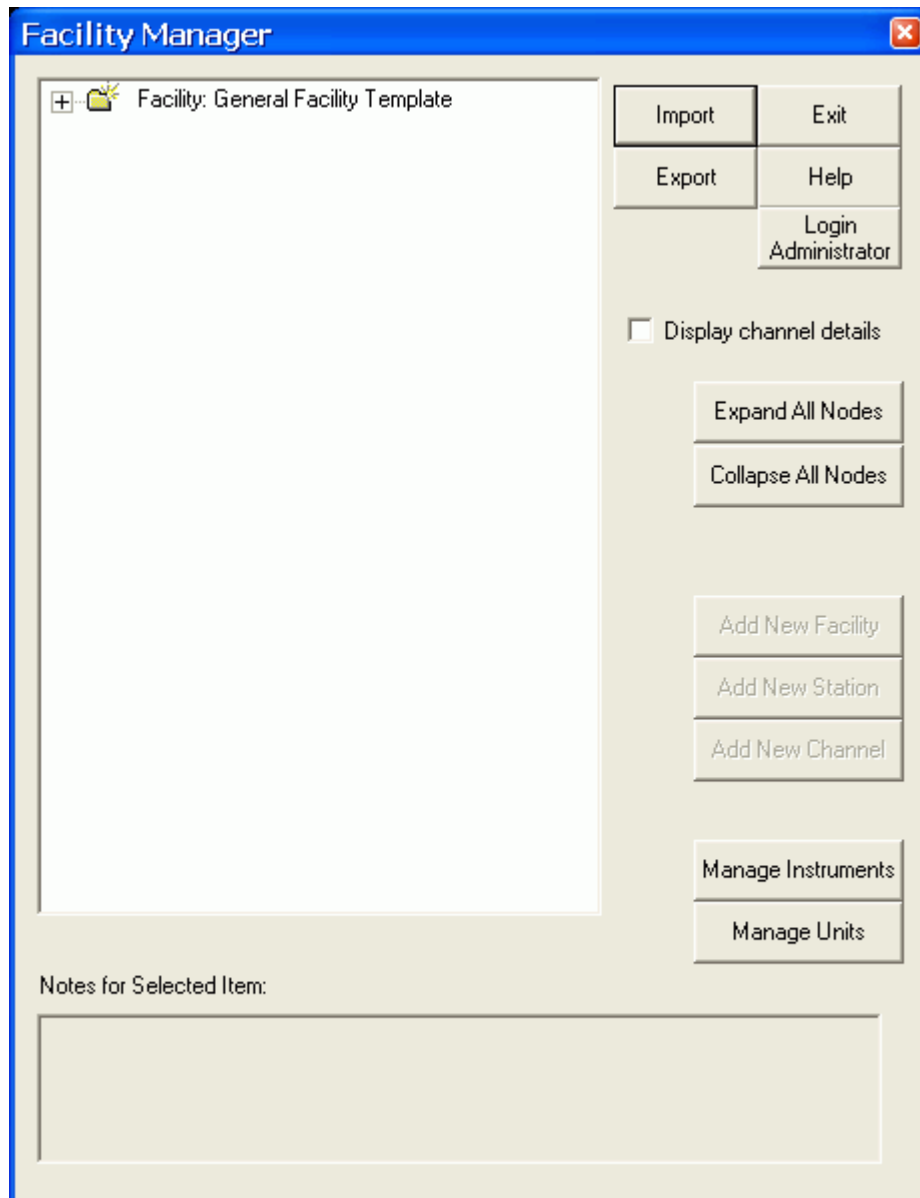 Facility Manager
Facility: General Facility Template
Import
Exit
Export
Help
Login
Administrator
Display channel details
Expand All Nodes
Collapse All Nodes
Add New Facility
Add New Station
Add New Channel
Manage Instruments
Manage Units
Notes for Selected Item: